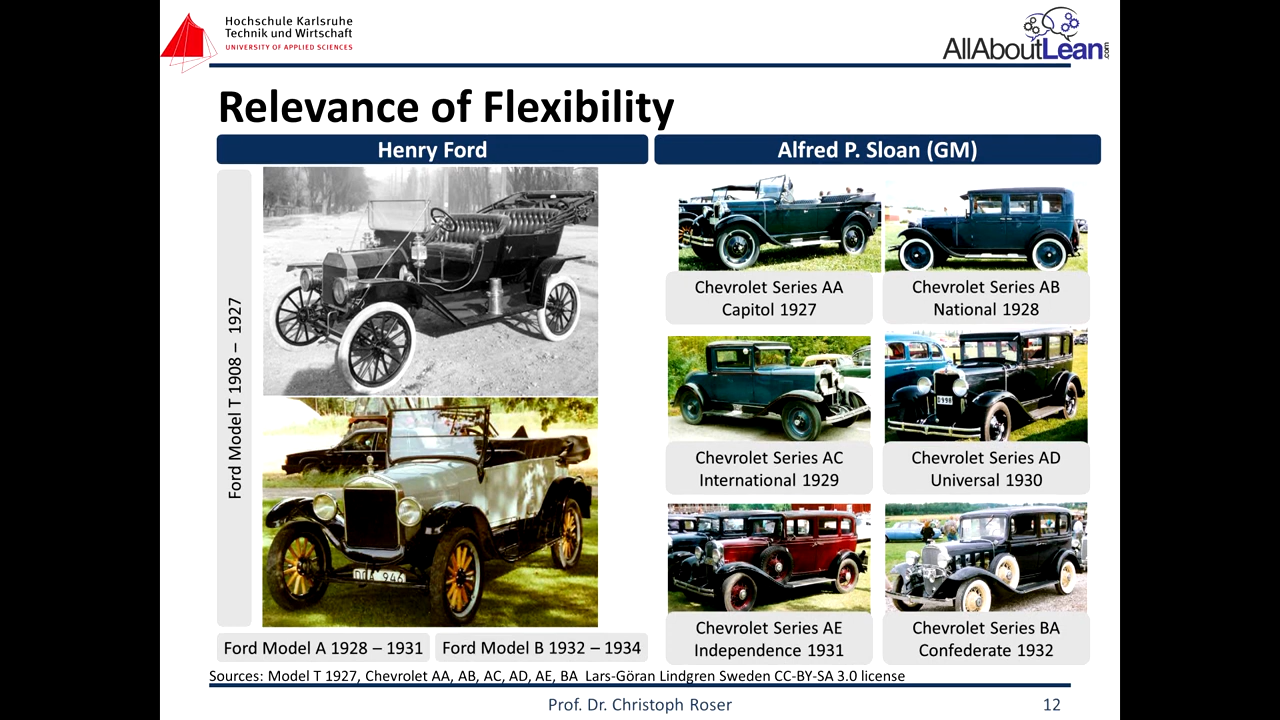 Hochschule Karlsruhe
Technik und Wirtschaft
UNIVERSITY OF APPLIED SCIENCES
AllAboutLean.com
Relevance of Flexibility
Henry Ford
Alfred P. Sloan (GM)
Ford Model T 1908 – 1927
Chevrolet Series AA
Capitol 1927
Chevrolet Series AB
National 1928
D998
Chevrolet Series AC
International 1929
Chevrolet Series AD
Universal 1930
Chevrolet Series AE
Independence 1931
Chevrolet Series BA
Confederate 1932
Ford Model A 1928 – 1931
Ford Model B 1932 – 1934
Sources: Model T 1927, Chevrolet AA, AB, AC, AD, AE, BA Lars-Göran Lindgren Sweden CC-BY-SA 3.0 license
Prof. Dr. Christoph Roser
12